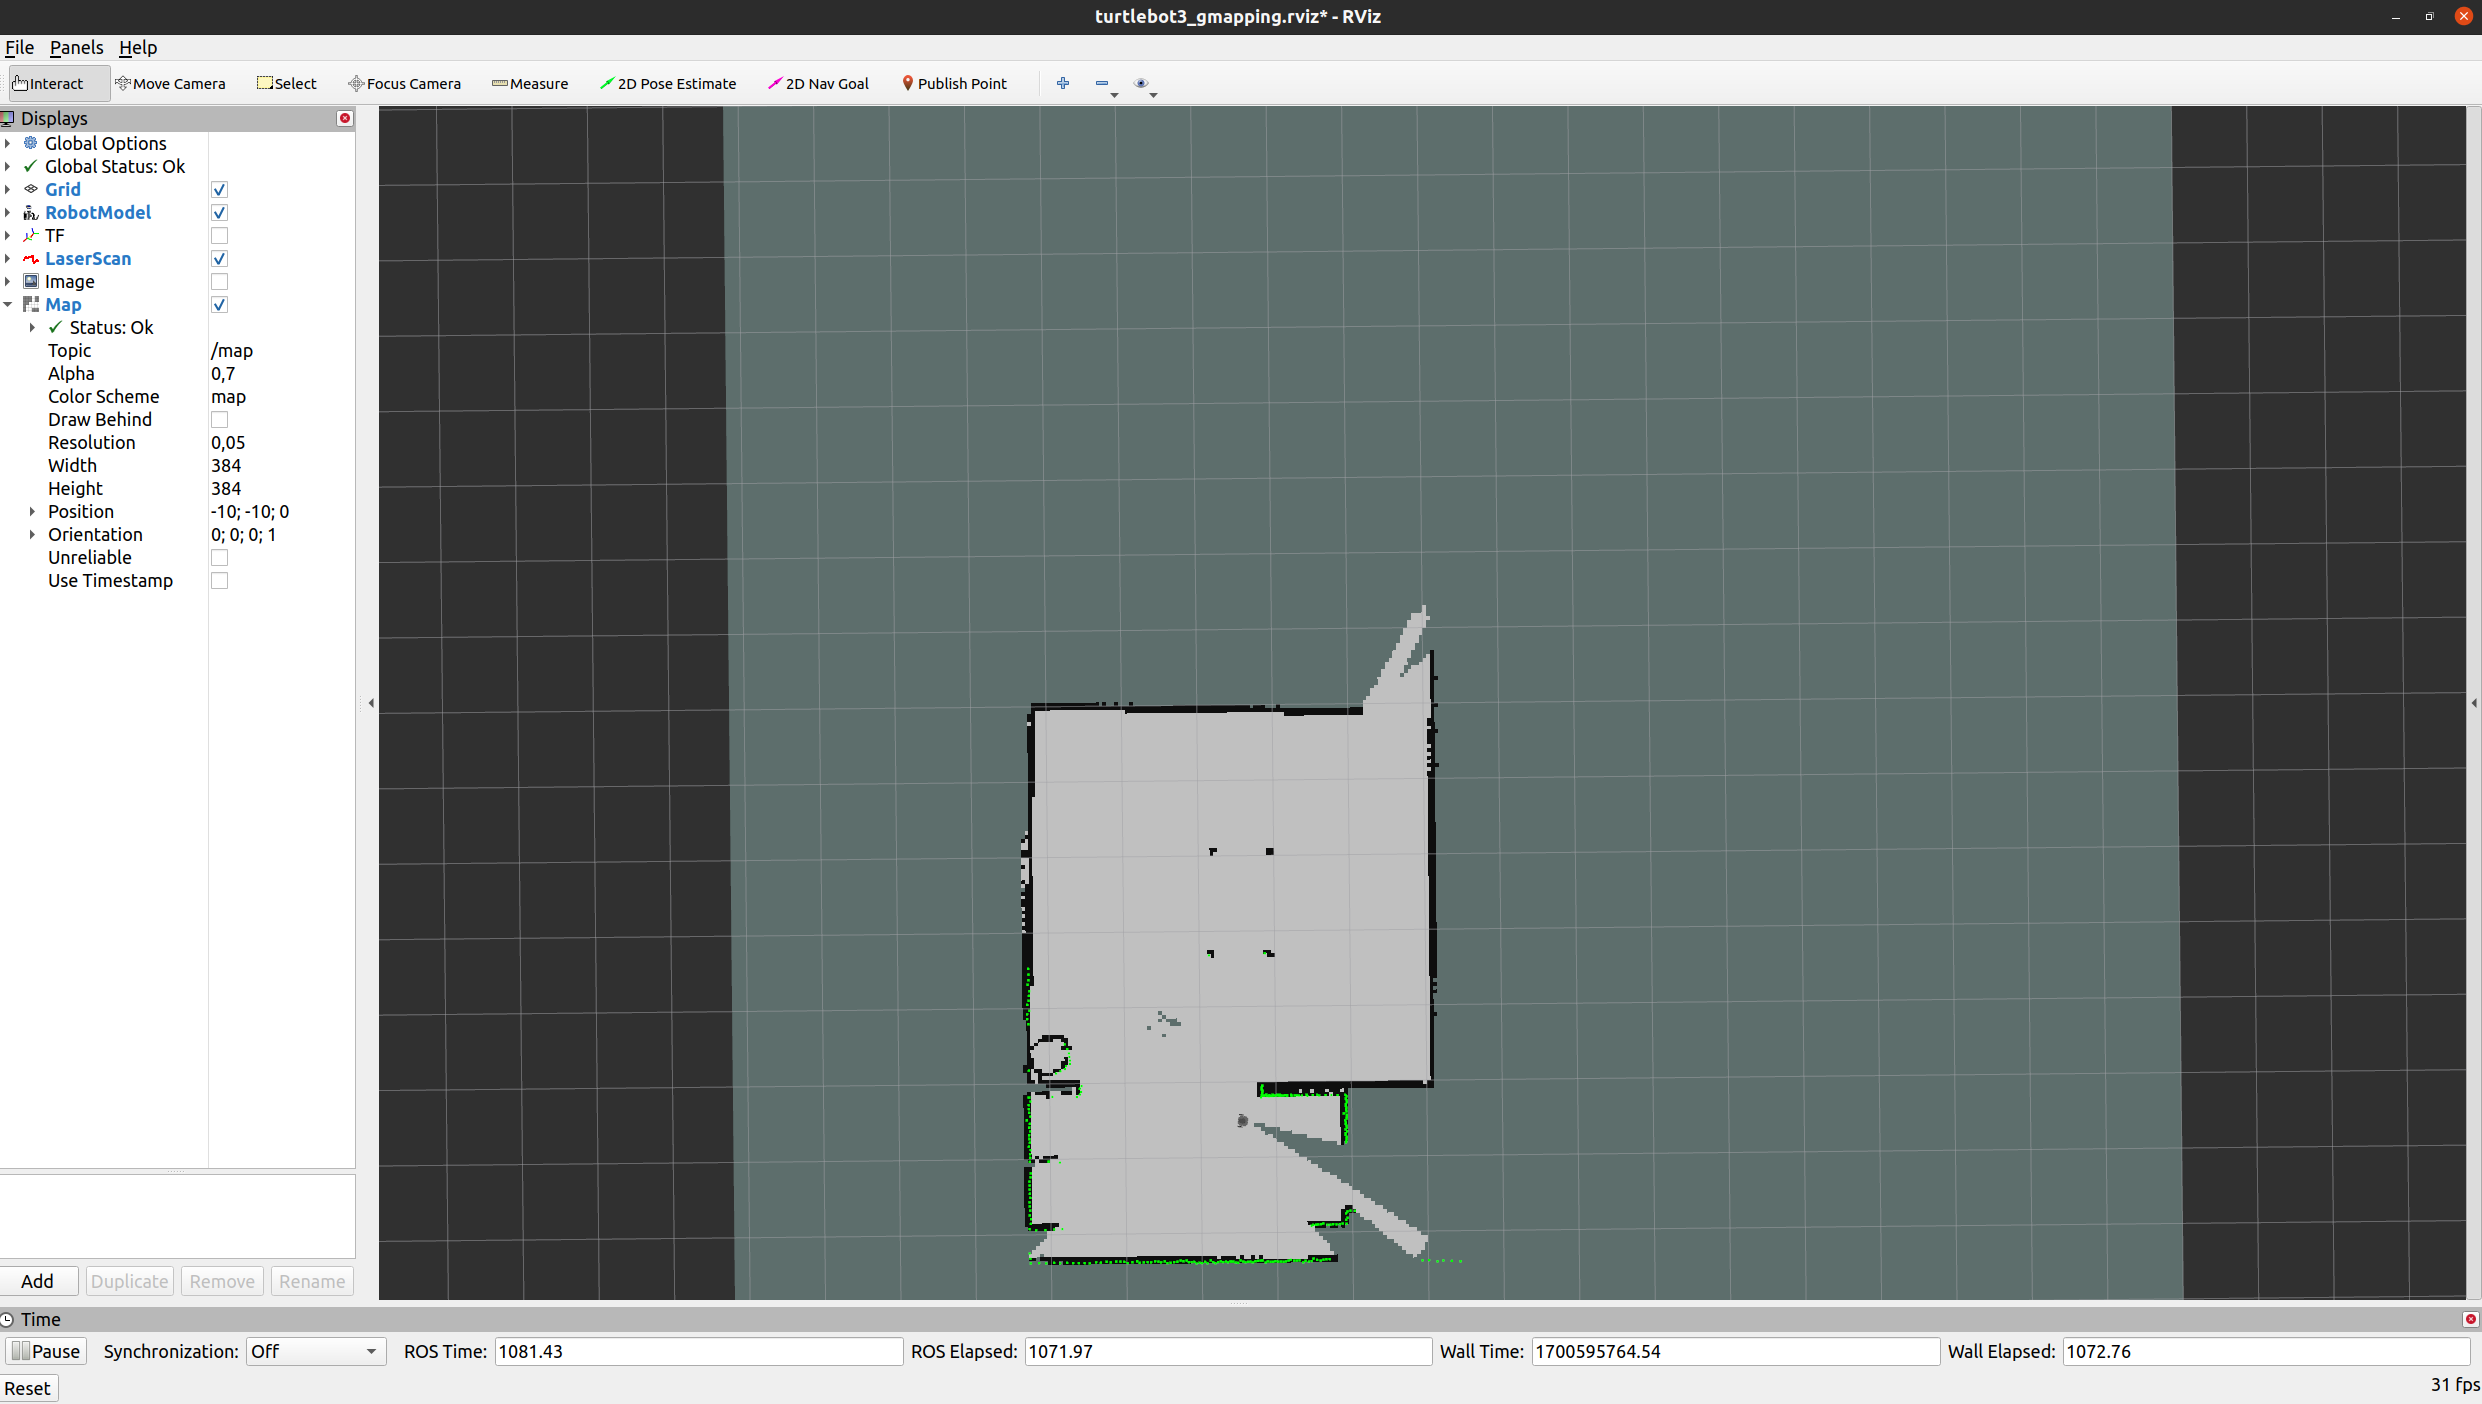 turtlebot3_gmapping.rviz* - RViz
File Panels Help
Interact Move Camera Select Focus Camera Measure 2D Pose Estimate 2D Nav Goal Publish Point
Displays
Global Options
Global Status: Ok
Grid
RobotModel
TF
LaserScan
Image
Map
Status: Ok
Topic /map
Alpha 0,7
Color Scheme map
Draw Behind
Resolution 0,05
Width 384
Height 384
Position -10; -10; 0
Orientation 0; 0; 0; 1
Unreliable
Use Timestamp
Add Duplicate Remove Rename
Time
Pause Synchronization: Off ROS Time: 1081.43 ROS Elapsed: 1071.97 Wall Time: 1700595764.54 Wall Elapsed: 1072.76
Reset 31 fps